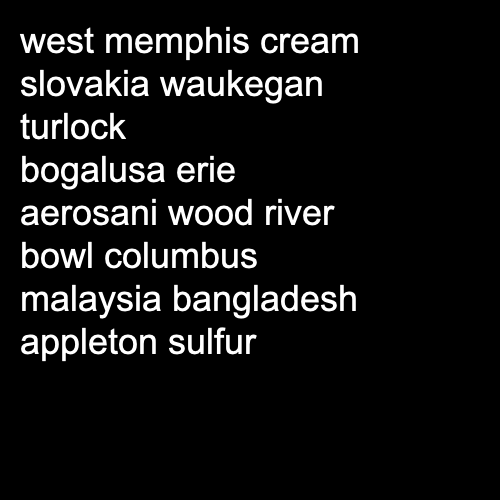 west memphis cream
slovakia waukegan
turlock
bogalusa erie
aerosani wood river
bowl columbus
malaysia bangladesh
appleton sulfur